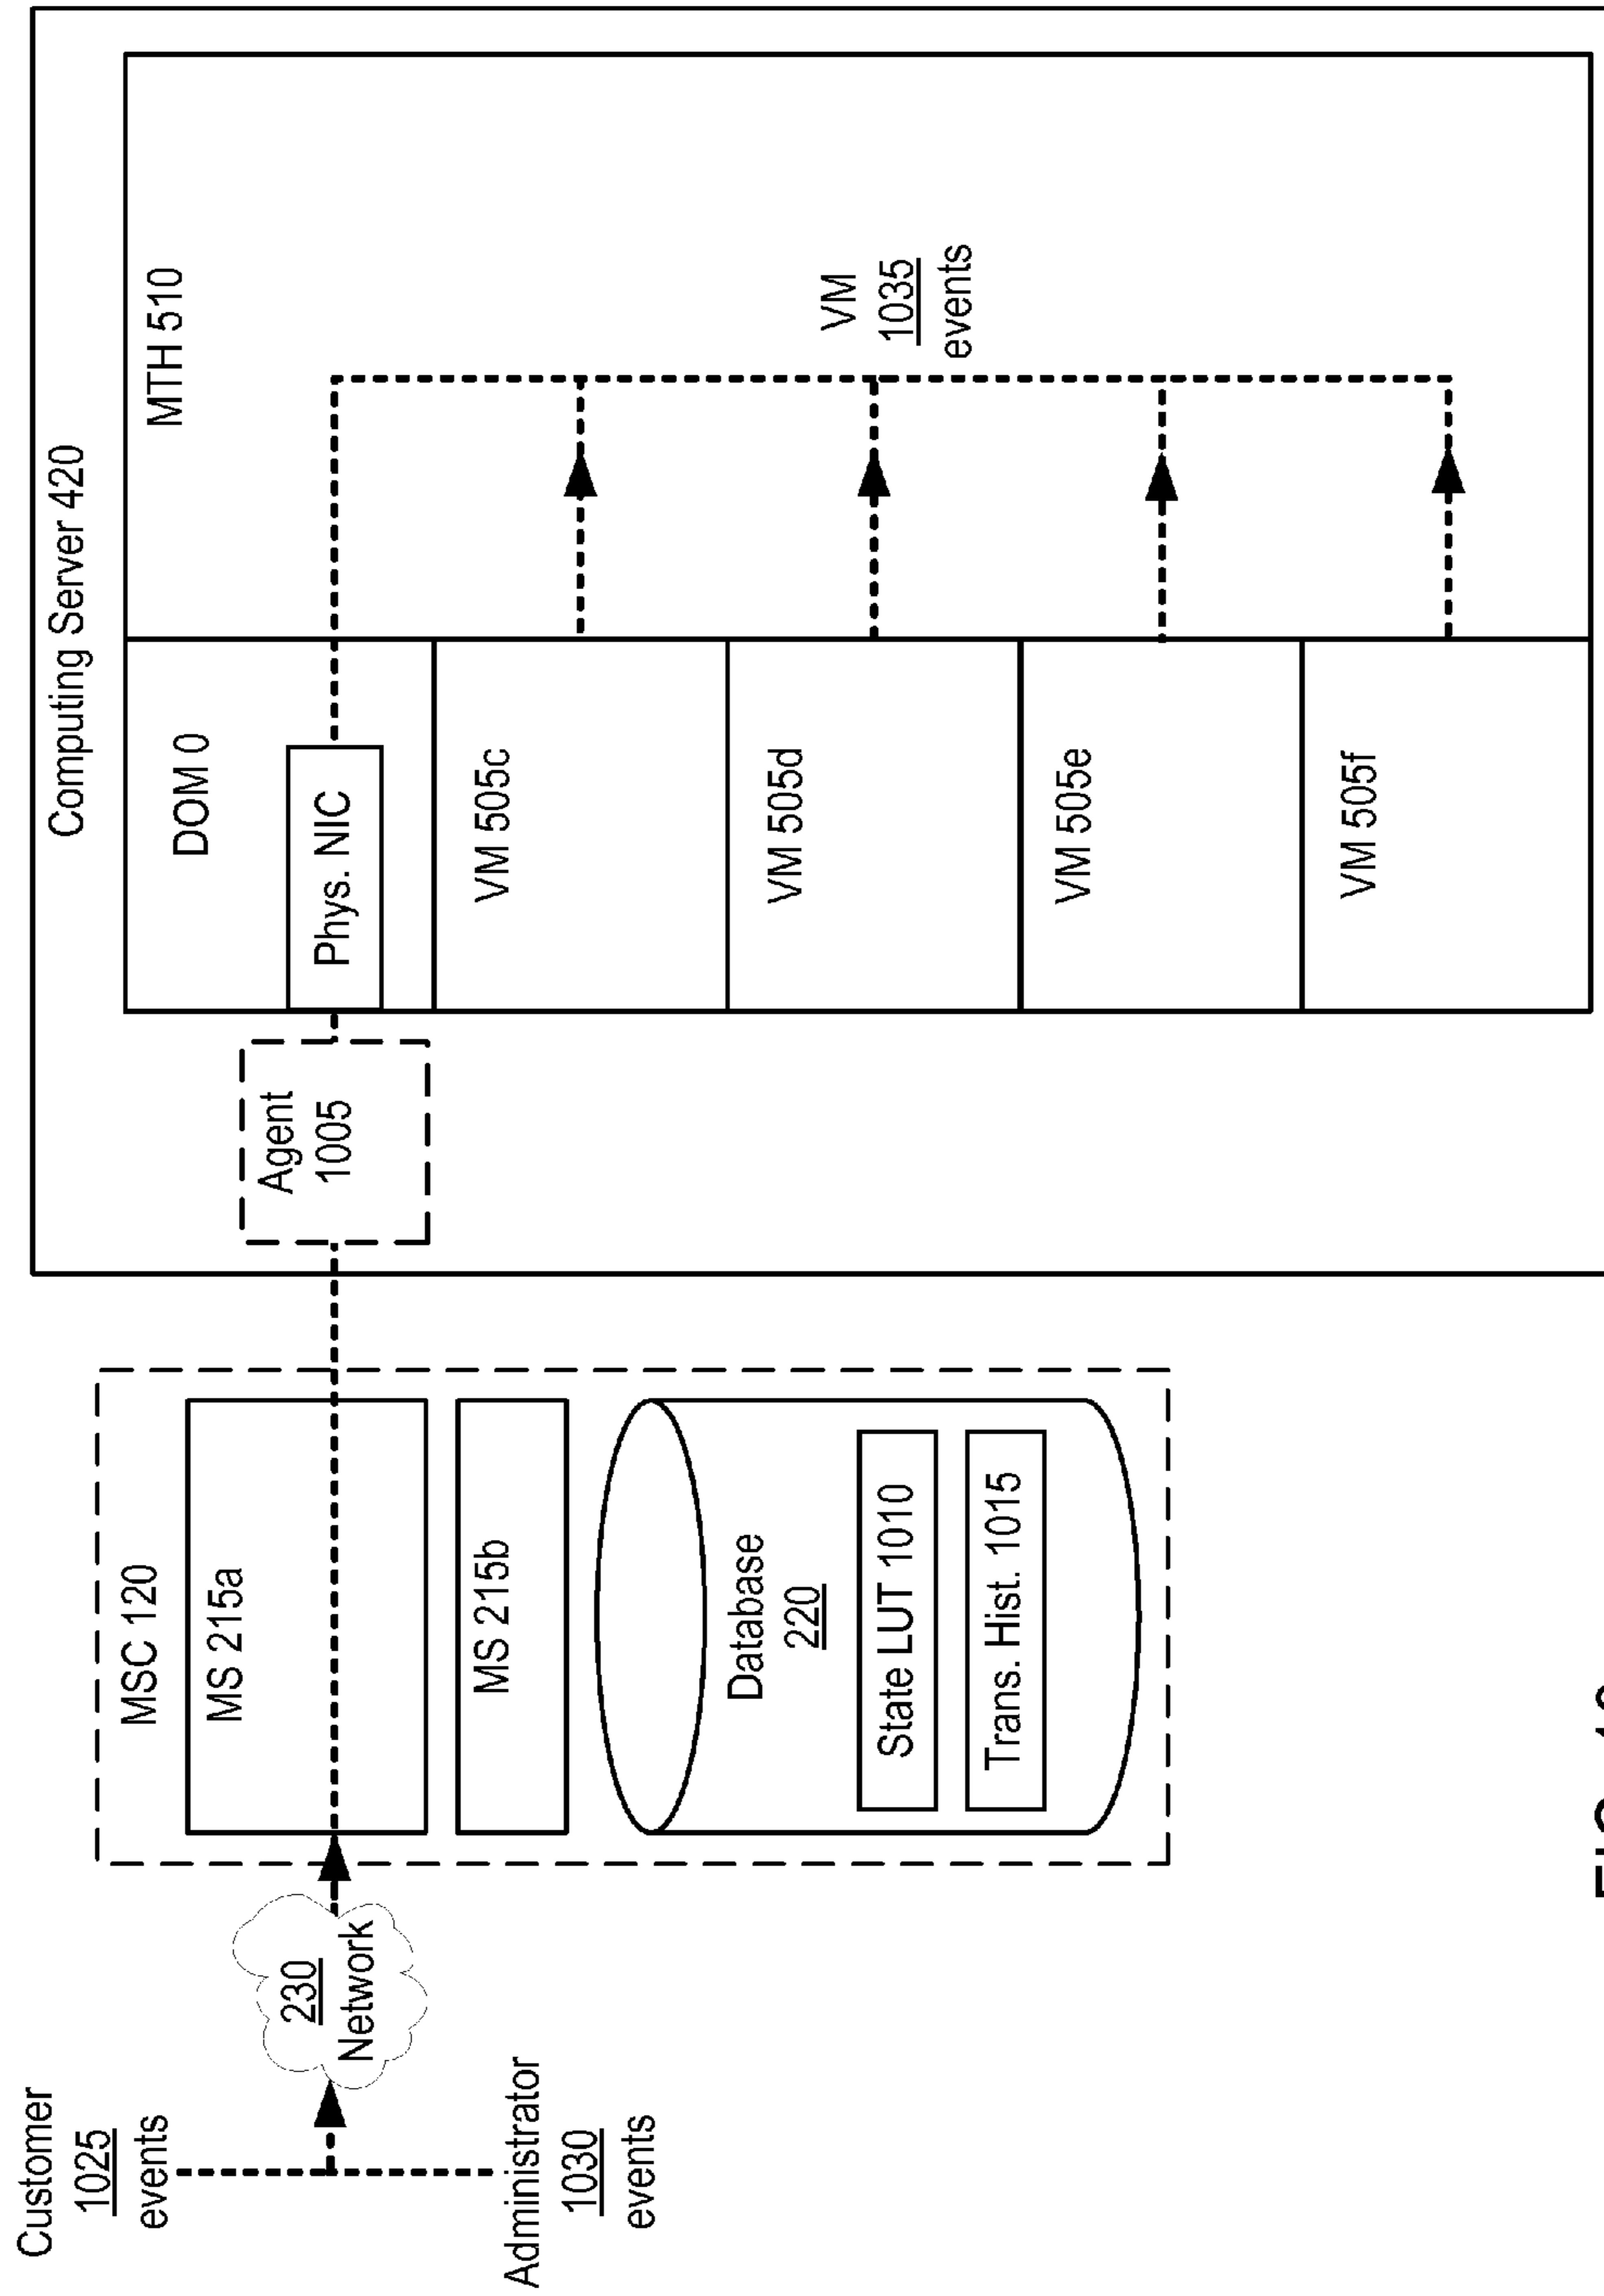 Customer
1025
events
Administrator
1030
events
230
Network
MSC 120
MS 215a
MS 215b
Database
220
State LUT 1010
Trans. Hist. 1015
Computing Server 420
Agent
1005
DOM 0
Phys. NIC
VM 505c
VM 505d
VM 505e
VM 505f
MTH 510
VM
1035
events